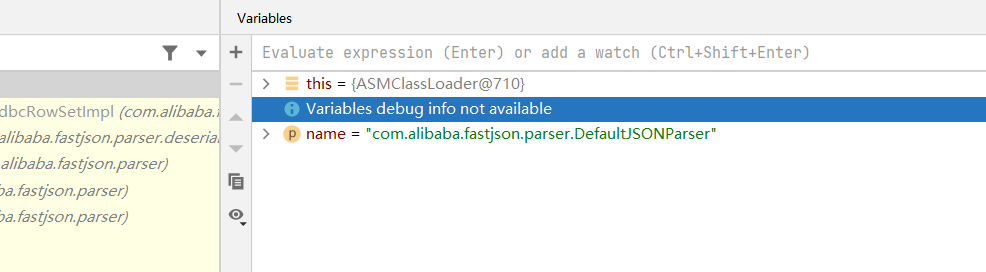 Variables
Evaluate expression (Enter) or add a watch (Ctrl+Shift+Enter)
this = {ASMClassLoader@710}
Variables debug info not available
name = "com.alibaba.fastjson.parser.DefaultJSONParser"
dbcRowSetImpl (com.alibaba.f
alibaba.fastjson.parser.deserial
.alibaba.fastjson.parser)
ba.fastjson.parser)
ba.fastjson.parser)